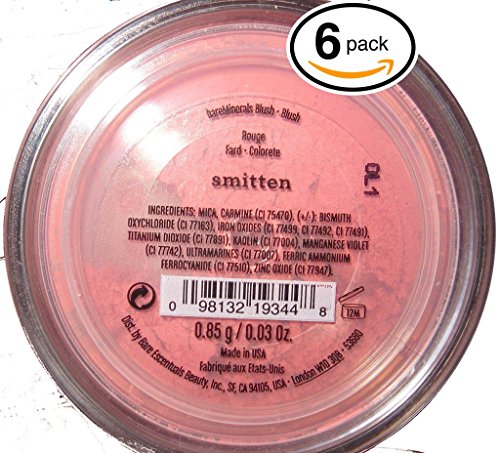 6 pack
bareMinerals Blush • Blush
Rouge
Fard • Colorete
smitten
INGREDIENTS: MICA, CARMINE (CI 75470). (+/-): BISMUTH
OXYCHLORIDE (CI 77163), IRON OXIDES (CI 77499, CI 77492, CI 77491),
TITANIUM DIOXIDE (CI 77891), KAOLIN (CI 77004), MANGANESE VIOLET
(CI 77742), ULTRAMARINES (CI 77007), FERRIC AMMONIUM
FERROCYANIDE (CI 77510), ZINC OXIDE (CI 77947).
0 98132 19344 8
12M
0.85 g / 0.03 Oz.
Made in USA
Fabriqué aux Etats-Unis
Dist. by Bare Escentuals Beauty, Inc., SF, CA 94105, USA • London W1D 3QB • 53680